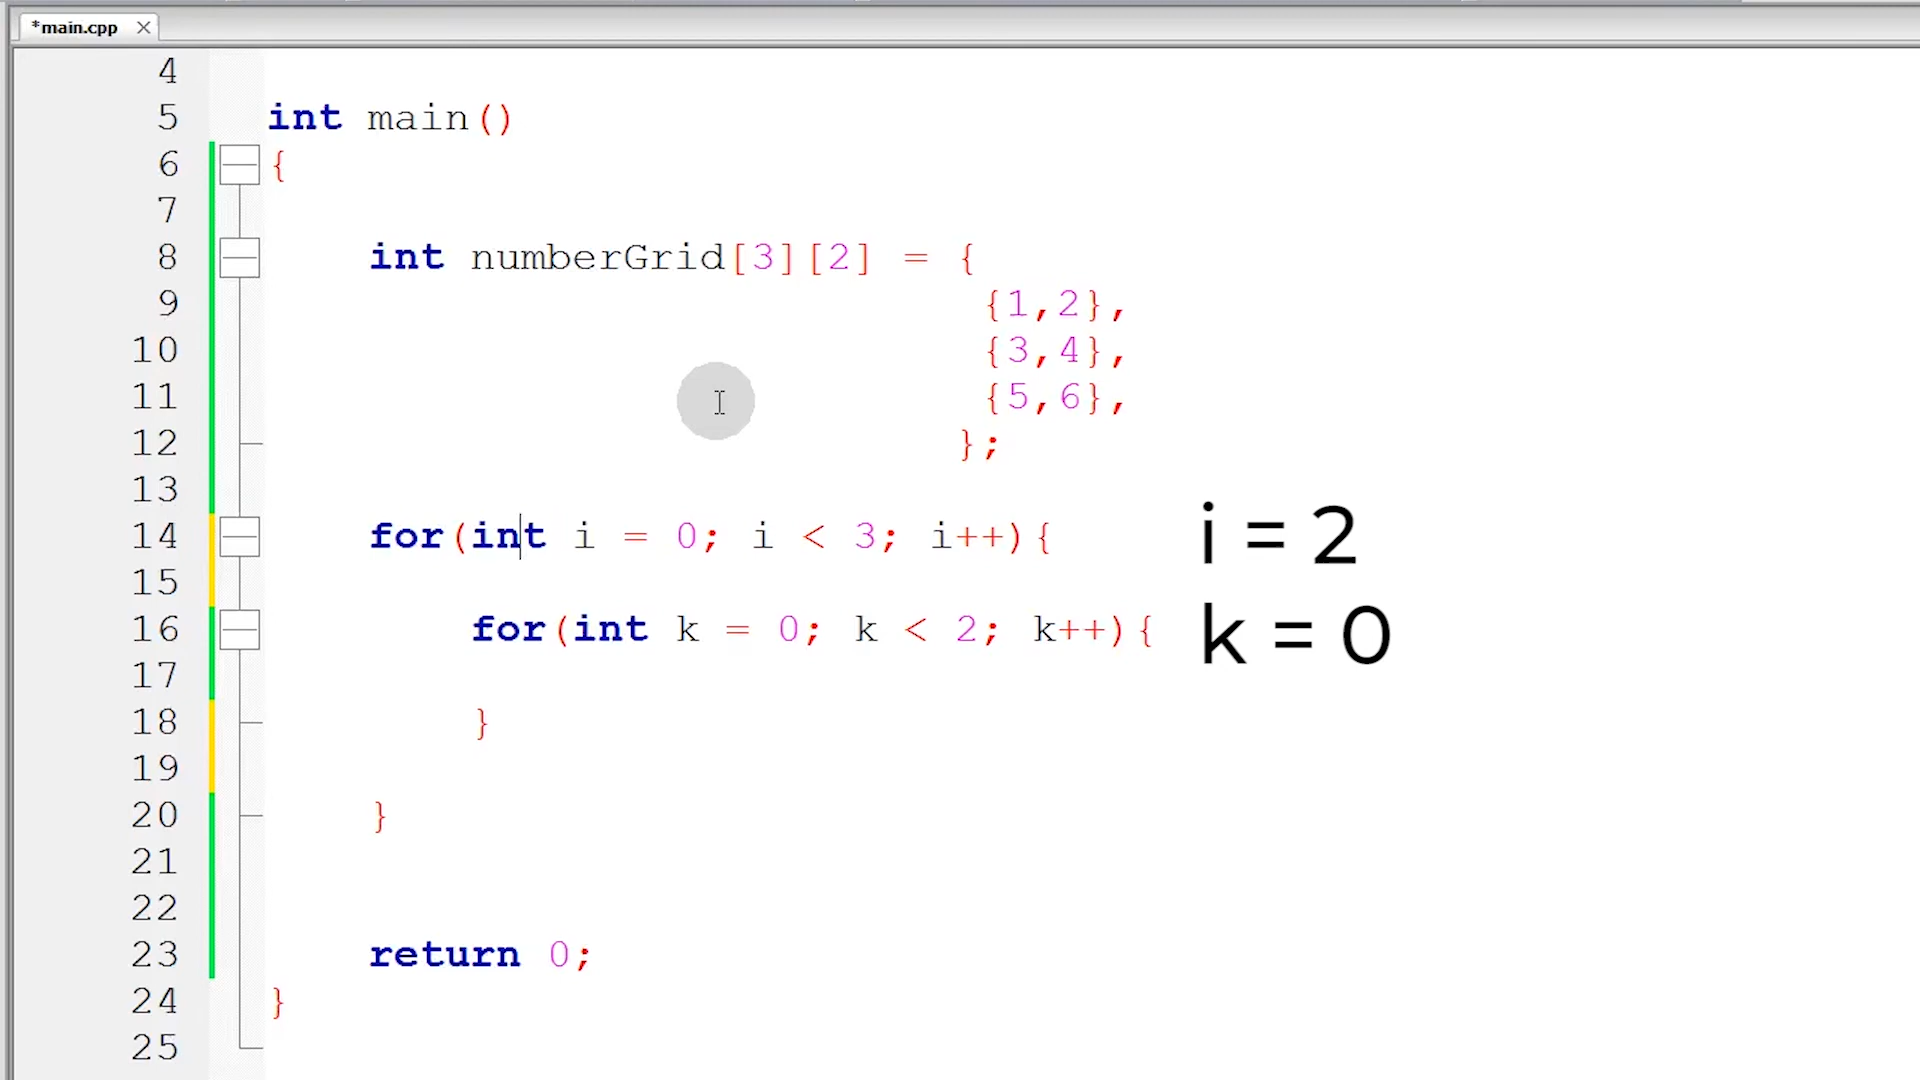 *main.cpp
4
5 int main()
6 {
7
8 int numberGrid[3][2] = {
9 {1,2},
10 {3,4},
11 {5,6},
12 };
13
14 for(int i = 0; i < 3; i++){ i = 2
15
16 for(int k = 0; k < 2; k++){ k = 0
17
18 }
19
20 }
21
22
23 return 0;
24 }
25